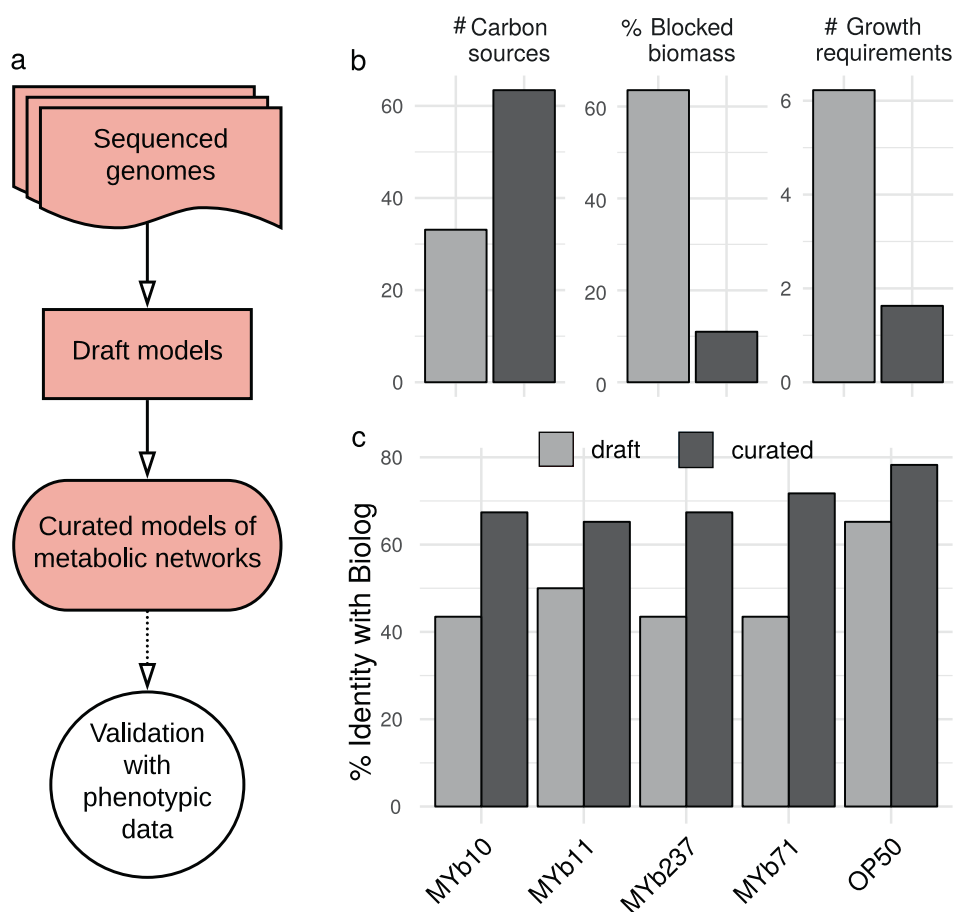 a
Sequenced
genomes
Draft models
Curated models of
metabolic networks
Validation
with
phenotypic
data
b
# Carbon
sources
60
40
20
0
% Blocked
biomass
60
40
20
0
# Growth
requirements
6
4
2
0
c
draft
curated
% Identity with Biolog
80
60
40
20
0
MYb10
MYb11
MYb237
MYb71
OP50